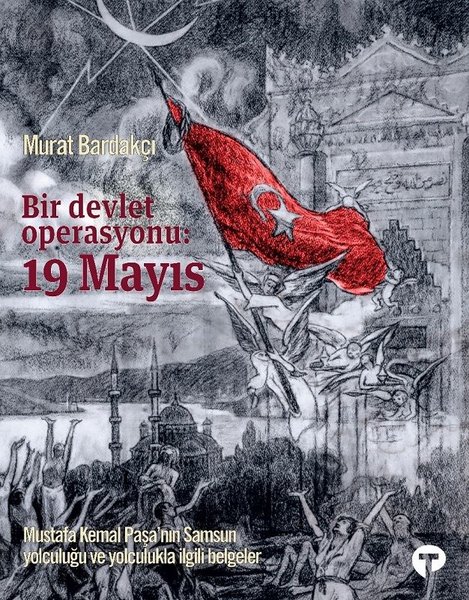 Murat Bardakçı
Bir devlet
operasyonu:
19 Mayıs
Mustafa Kemal Paşa'nın Samsun
yolculuğu ve yolculukla ilgili belgeler
T